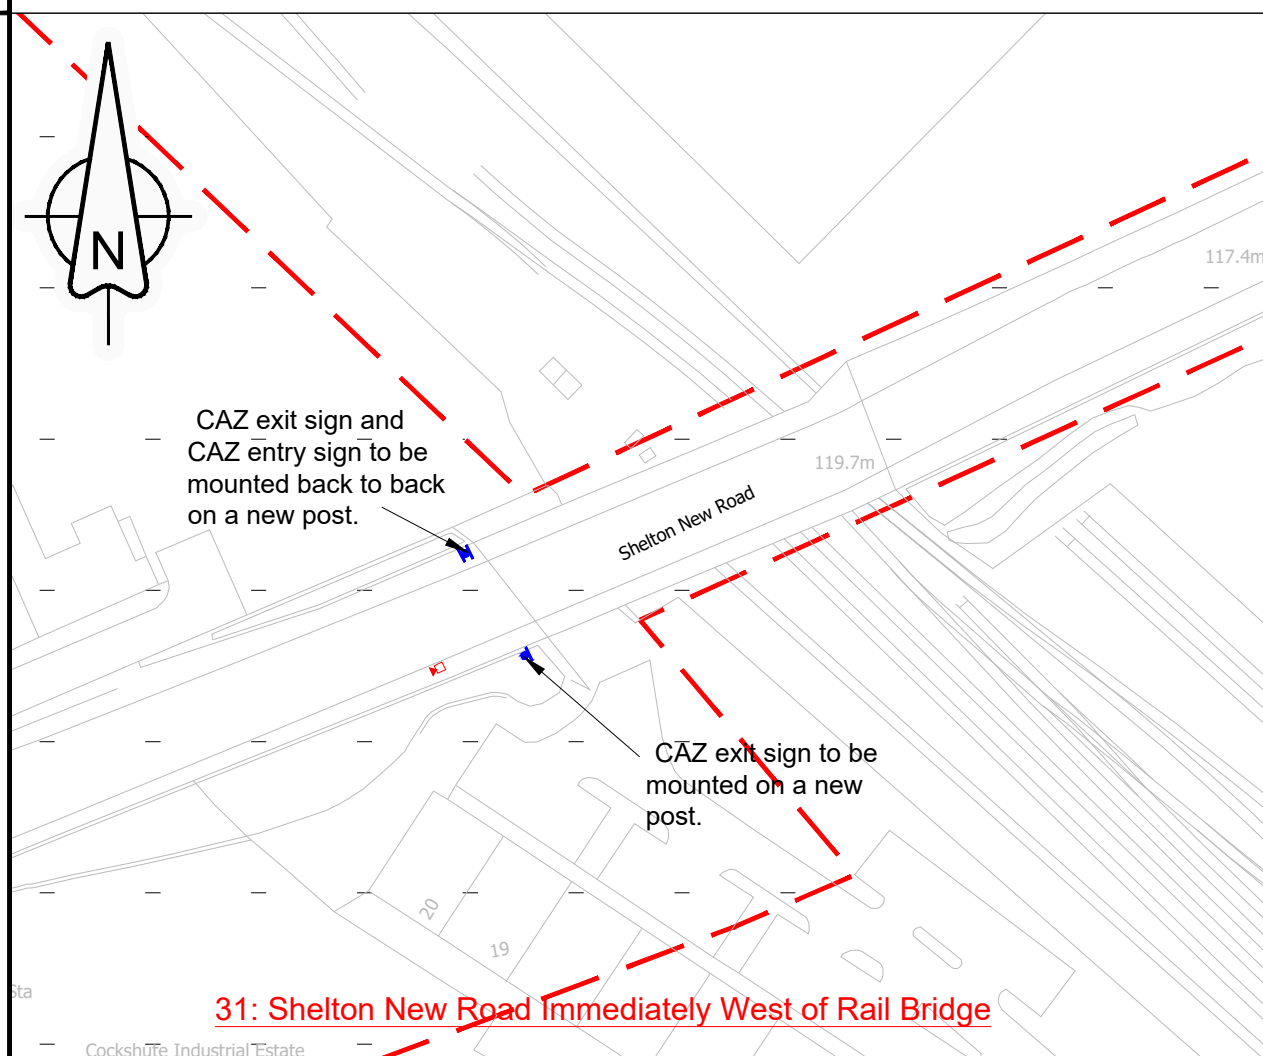 N
117.4m
CAZ exit sign and
CAZ entry sign to be
mounted back to back
on a new post.
119.7m
Shelton New Road
CAZ exit sign to be
mounted on a new
post.
20
19
Sta
31: Shelton New Road Immediately West of Rail Bridge
Cockshute Industrial Estate